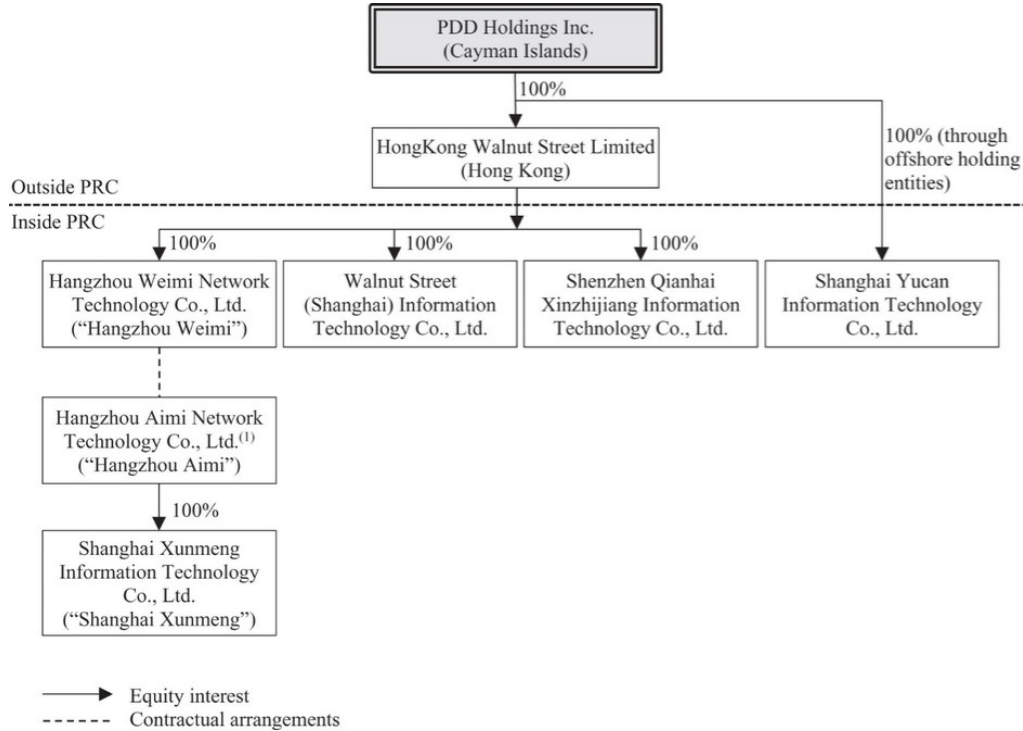 PDD Holdings Inc.
(Cayman Islands)
100%
100% (through
offshore holding
entities)
HongKong Walnut Street Limited
(Hong Kong)
Outside PRC
Inside PRC
100%
100%
100%
Hangzhou Weimi Network
Technology Co., Ltd.
(“Hangzhou Weimi”)
Walnut Street
(Shanghai) Information
Technology Co., Ltd.
Shenzhen Qianhai
Xinzhijiang Information
Technology Co., Ltd.
Shanghai Yucan
Information Technology
Co., Ltd.
Hangzhou Aimi Network
Technology Co., Ltd.(1)
(“Hangzhou Aimi”)
100%
Shanghai Xunmeng
Information Technology
Co., Ltd.
(“Shanghai Xunmeng”)
Equity interest
Contractual arrangements